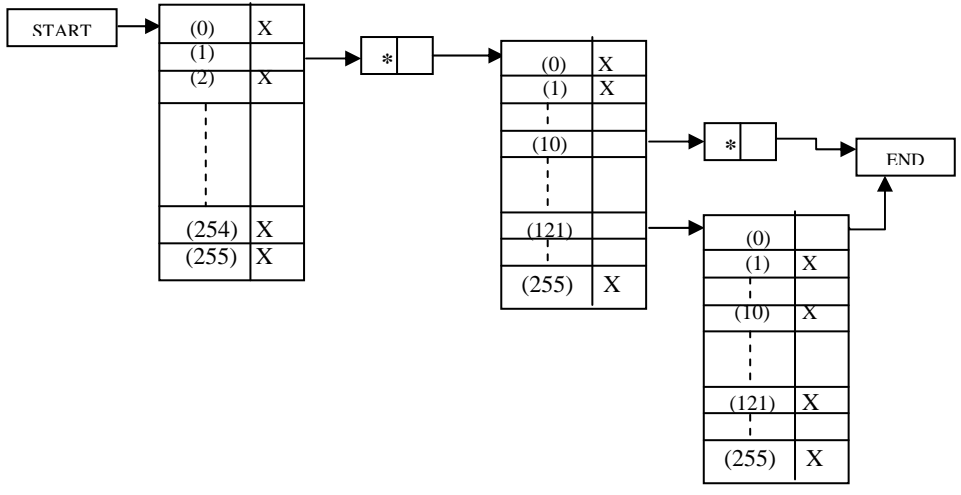 START
(0) X
(1)
(2) X
(254) X
(255) X
*
(0) X
(1) X
(10)
(121)
(255) X
*
END
(0)
(1) X
(10) X
(121) X
(255) X